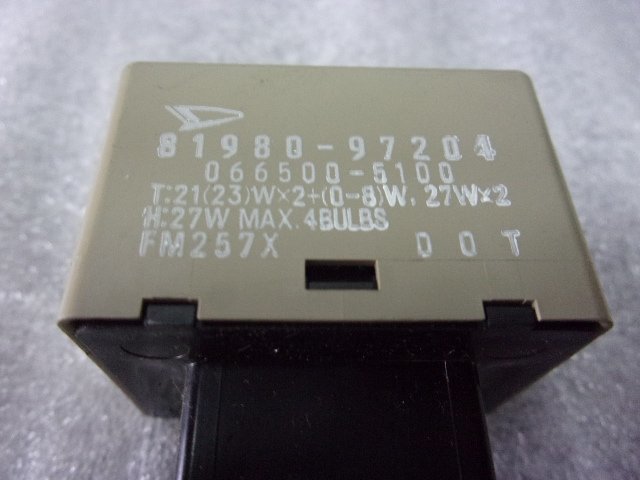 81980-97204
066500-5100
T:21(23)W×2+(0-8)W, 27W×2
H:27W MAX. 4BULBS
FM257X DOT